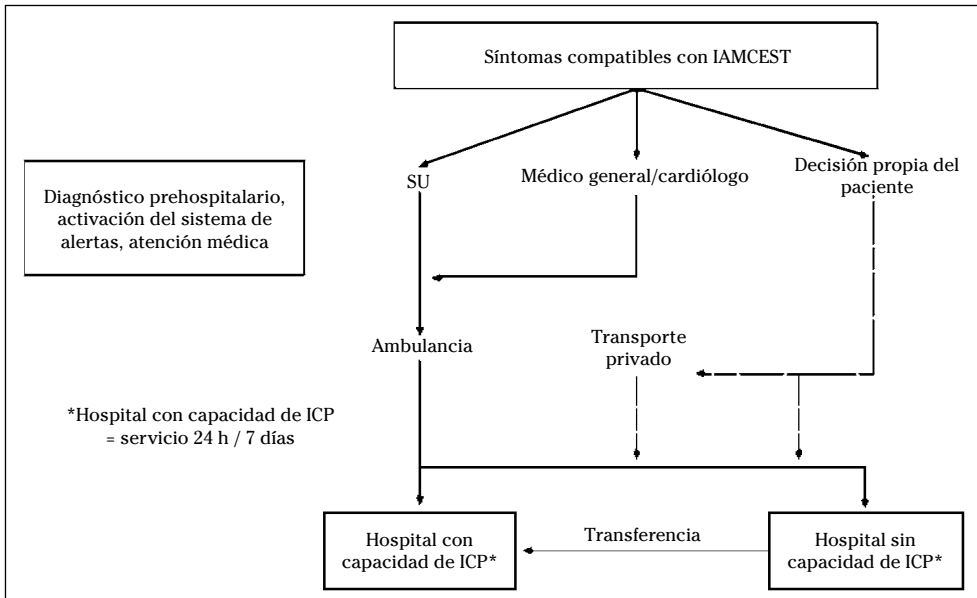 Síntomas compatibles con IAMCEST
Diagnóstico prehospitalario,
activación del sistema de
alertas, atención médica
SU
Médico general/cardiólogo
Decisión propia del
paciente
Ambulancia
Transporte
privado
*Hospital con capacidad de ICP
= servicio 24 h / 7 días
Hospital con
capacidad de ICP*
Transferencia
Hospital sin
capacidad de ICP*